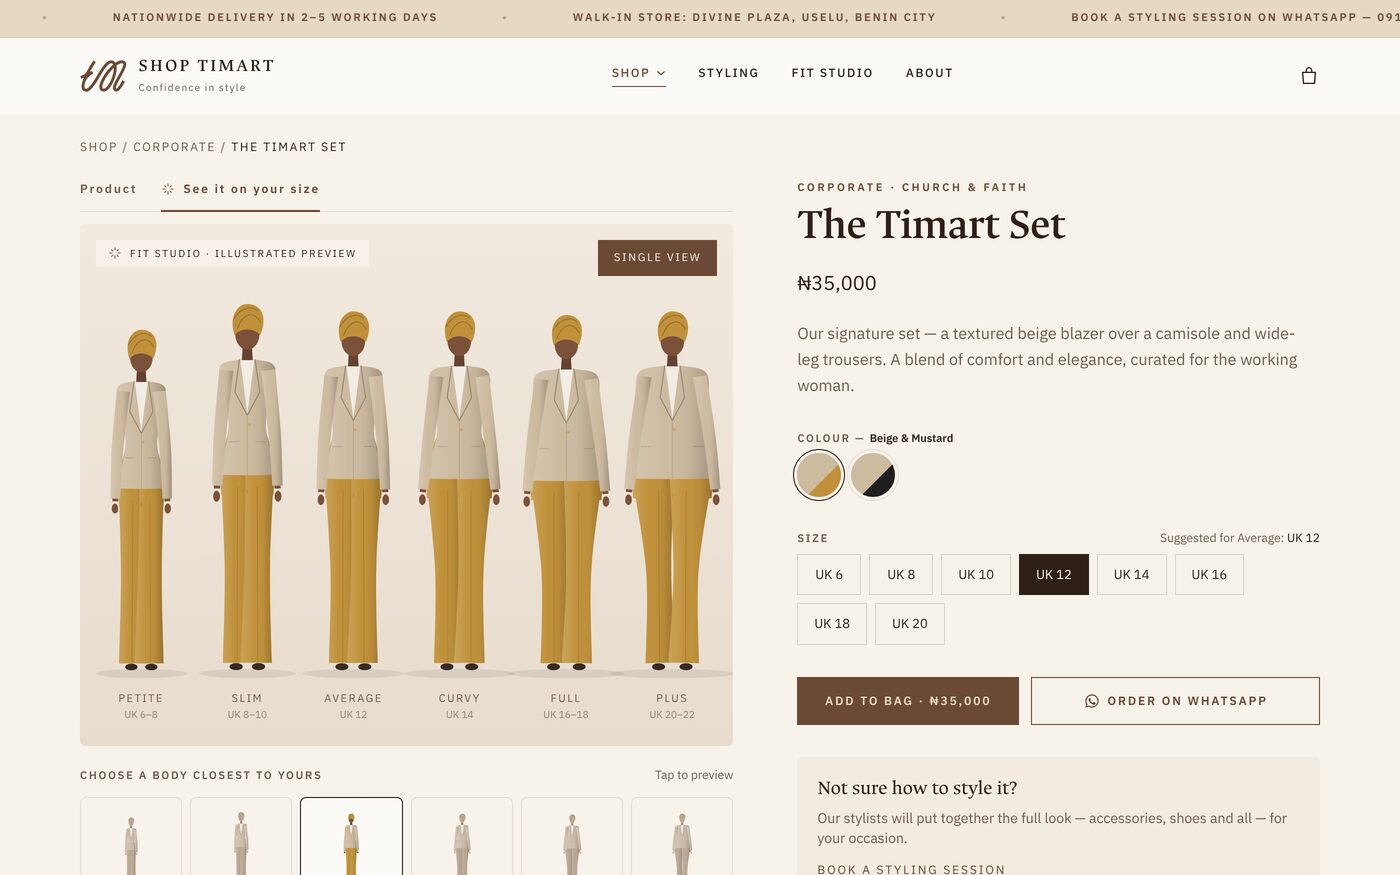 NATIONWIDE DELIVERY IN 2–5 WORKING DAYS • WALK-IN STORE: DIVINE PLAZA, USELU, BENIN CITY • BOOK A STYLING SESSION ON WHATSAPP — 091
SHOP TIMART
Confidence in style
SHOP STYLING FIT STUDIO ABOUT
SHOP / CORPORATE / THE TIMART SET
Product See it on your size
FIT STUDIO · ILLUSTRATED PREVIEW
SINGLE VIEW
PETITE SLIM AVERAGE CURVY FULL PLUS
UK 6–8 UK 8–10 UK 12 UK 14 UK 16–18 UK 20–22
CHOOSE A BODY CLOSEST TO YOURS Tap to preview
CORPORATE · CHURCH & FAITH
The Timart Set
₦35,000
Our signature set — a textured beige blazer over a camisole and wide-
leg trousers. A blend of comfort and elegance, curated for the working
woman.
COLOUR — Beige & Mustard
SIZE Suggested for Average: UK 12
UK 6 UK 8 UK 10 UK 12 UK 14 UK 16
UK 18 UK 20
ADD TO BAG · ₦35,000 ORDER ON WHATSAPP
Not sure how to style it?
Our stylists will put together the full look — accessories, shoes and all — for
your occasion.
BOOK A STYLING SESSION